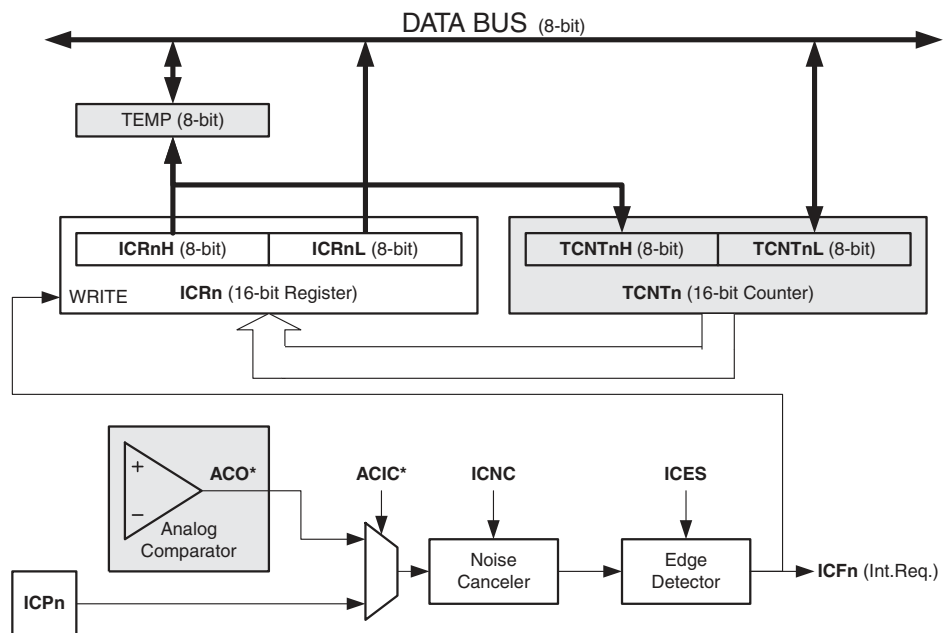 DATA BUS (8-bit)
TEMP (8-bit)
ICRnH (8-bit) ICRnL (8-bit)
ICRn (16-bit Register)
WRITE
TCNTnH (8-bit) TCNTnL (8-bit)
TCNTn (16-bit Counter)
+
−
ACO*
Analog
Comparator
ACIC*
ICNC
ICES
Noise
Canceler
Edge
Detector
ICFn (Int.Req.)
ICPn